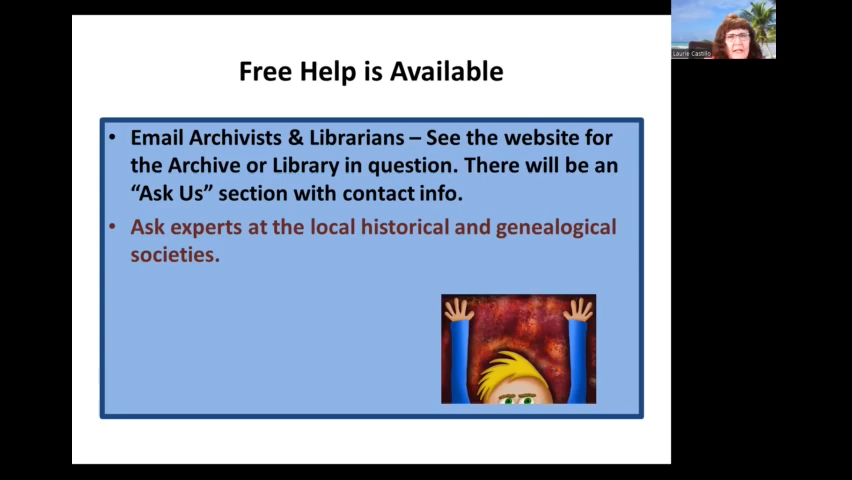 Free Help is Available
• Email Archivists & Librarians – See the website for
the Archive or Library in question. There will be an
“Ask Us” section with contact info.
• Ask experts at the local historical and genealogical
societies.
Laurie Castillo